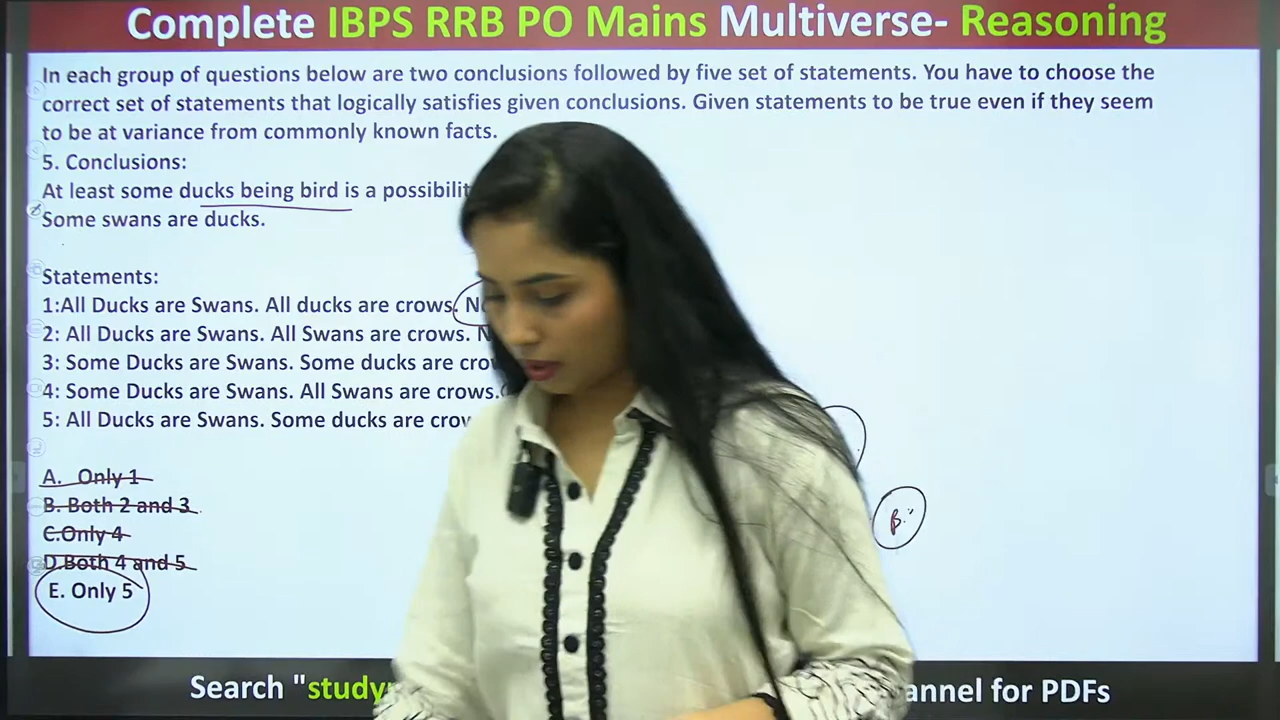 Complete IBPS RRB PO Mains Multiverse- Reasoning
In each group of questions below are two conclusions followed by five set of statements. You have to choose the
correct set of statements that logically satisfies given conclusions. Given statements to be true even if they seem
to be at variance from commonly known facts.
5. Conclusions:
At least some ducks being bird is a
Some swans are ducks.
Statements:
1:All Ducks are Swans. All ducks are crows.
2: All Ducks are Swans. All Swans are crows.
3: Some Ducks are Swans. Some ducks are
4: Some Ducks are Swans. All Swans are crows.
5: All Ducks are Swans. Some ducks are
A. Only 1
B. Both 2 and 3
C.Only 4
D.Both 4 and 5
E. Only 5
B
Search "study
for PDFs